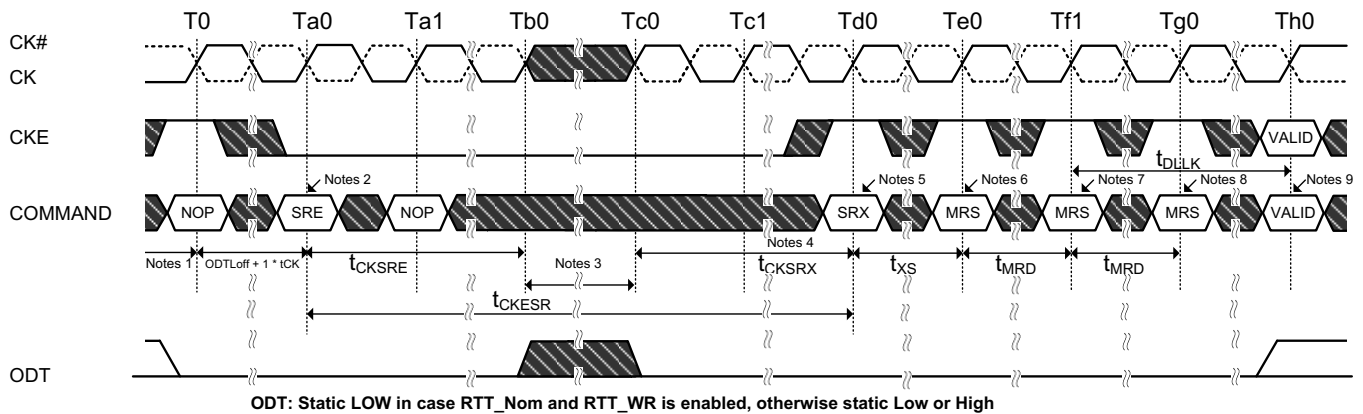 T0 Ta0 Ta1 Tb0 Tc0 Tc1 Td0 Te0 Tf1 Tg0 Th0
CK#
CK
CKE
VALID
tDLLK
Notes 2 Notes 5 Notes 6 Notes 7 Notes 8 Notes 9
COMMAND
NOP SRE NOP SRX MRS MRS MRS VALID
Notes 1 ODTLoff + 1 * tCK tCKSRE Notes 3 Notes 4 tCKSRX tXS tMRD tMRD
tCKESR
ODT
ODT: Static LOW in case RTT_Nom and RTT_WR is enabled, otherwise static Low or High